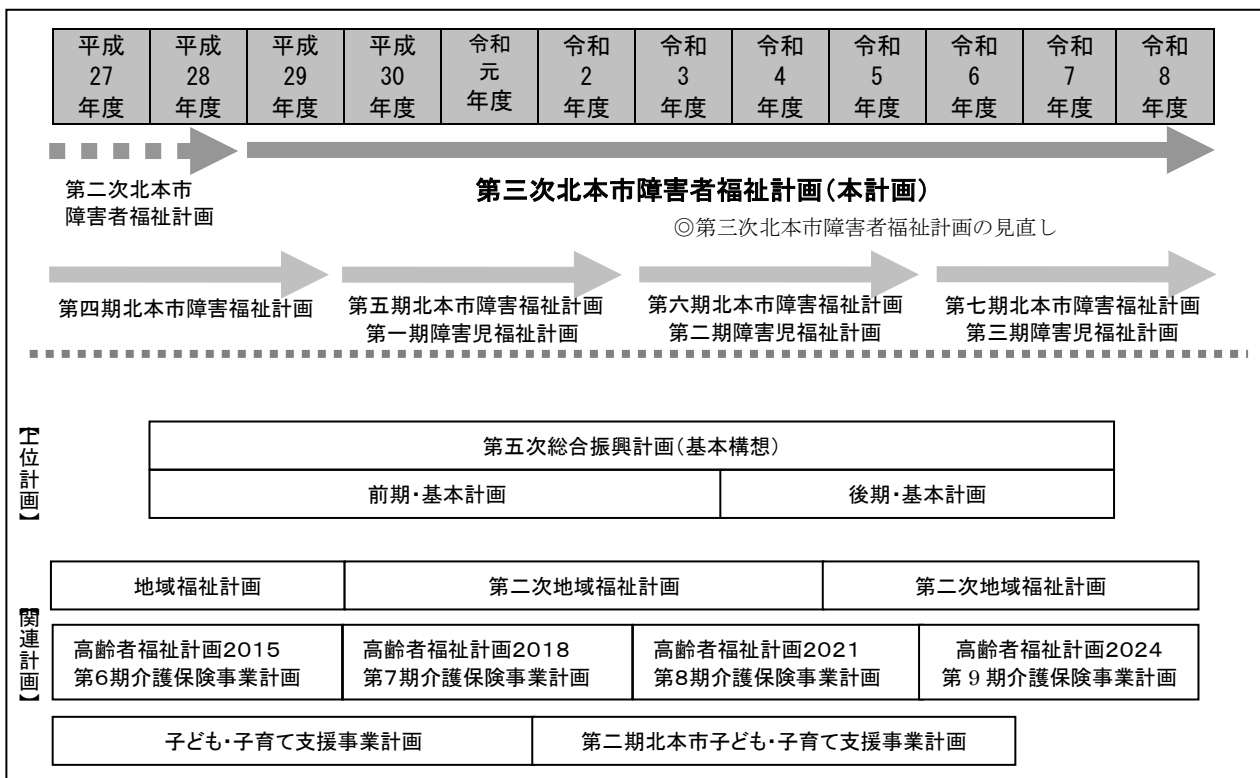 平成
27
年度
平成
28
年度
平成
29
年度
平成
30
年度
令和
元
年度
令和
2
年度
令和
3
年度
令和
4
年度
令和
5
年度
令和
6
年度
令和
7
年度
令和
8
年度
第二次北本市
障害者福祉計画
第三次北本市障害者福祉計画(本計画)
◎第三次北本市障害者福祉計画の見直し
第四期北本市障害福祉計画
第五期北本市障害福祉計画
第一期障害児福祉計画
第六期北本市障害福祉計画
第二期障害児福祉計画
第七期北本市障害福祉計画
第三期障害児福祉計画
【上位計画】
第五次総合振興計画(基本構想)
前期・基本計画
後期・基本計画
【関連計画】
地域福祉計画
第二次地域福祉計画
第二次地域福祉計画
高齢者福祉計画2015
第6期介護保険事業計画
高齢者福祉計画2018
第7期介護保険事業計画
高齢者福祉計画2021
第8期介護保険事業計画
高齢者福祉計画2024
第9期介護保険事業計画
子ども・子育て支援事業計画
第二期北本市子ども・子育て支援事業計画